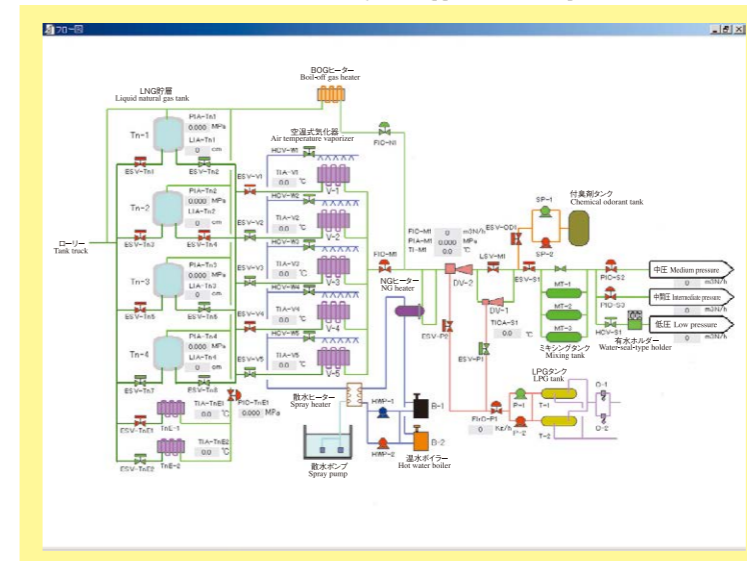 フロー図
BOGヒーター
Boil-off gas heater
LNG貯層
Liquid natural gas tank
PIA-Tn1
0.000 MPa
LIA-Tn1
0 cm
Tn-1
ESV-Tn1
ESV-Tn2
空温式気化器
Air temperature vaporizer
HCV-W1
FIC-N1
ESV-V1
TIA-V1
0.0 ℃
V-1
付臭剤タンク
Chemical odorant tank
SP-1
SP-2
PIA-Tn2
0.000 MPa
LIA-Tn2
0 cm
Tn-2
ESV-Tn3
ESV-Tn4
HCV-W2
ESV-V2
TIA-V2
0.0 ℃
V-2
FIC-M1 0 m3N/h
PIA-M1 0.000 MPa
TI-M1 0.0 ℃
ESV-OD1
ローリー
Tank truck
HCV-W3
ESV-V3
TIA-V3
0.0 ℃
V-3
FIC-M1
LSV-M1
ESV-S1
DV-2
DV-1
PIC-S2
中圧 Medium pressure
0 m3N/h
PIA-Tn3
0.000 MPa
LIA-Tn3
0 cm
Tn-3
ESV-Tn5
ESV-Tn6
NGヒーター
NG heater
MT-1
MT-2
MT-3
PIC-S3
中間圧 Intermediate pressure
0 m3N/h
HCV-W4
ESV-V4
TIA-V4
0.0 ℃
V-4
ESV-P2
TICA-S1
0.0 ℃
HCV-S1
低圧 Low pressure
0 m3N/h
ミキシングタンク
Mixing tank
有水ホルダー
Water-seal-type holder
PIA-Tn4
0.000 MPa
LIA-Tn4
0 cm
Tn-4
ESV-Tn7
ESV-Tn8
HCV-W5
ESV-V5
TIA-V5
0.0 ℃
V-5
ESV-P1
散水ヒーター
Spray heater
LPGタンク
LPG tank
TIA-TnE1
0.0 ℃
TnE-1
ESV-TnE1
PIC-TnE1
0.000 MPa
HWP-1
B-1
FIrC-P1
0 Kg/h
P-1
T-1
O-1
TIA-TnE2
0.0 ℃
TnE-2
ESV-TnE2
HWP-2
B-2
P-2
T-2
O-2
散水ポンプ
Spray pump
温水ボイラー
Hot water boiler